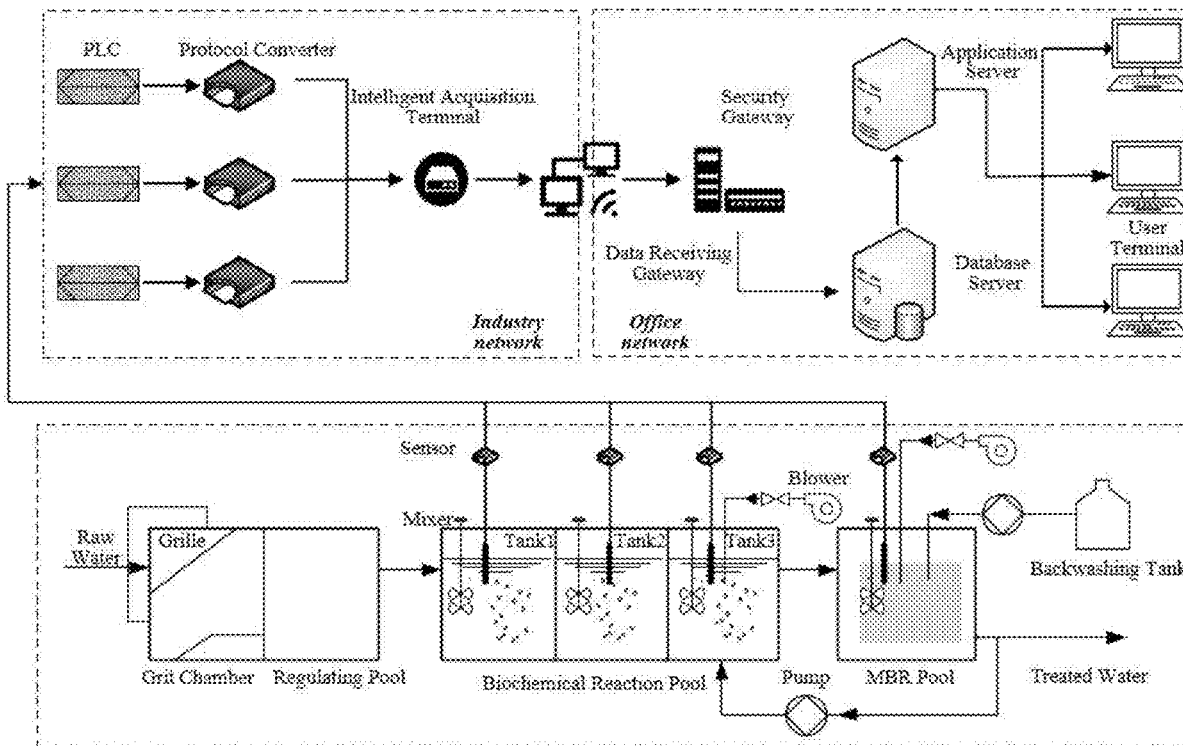 PLC
Protocol Converter
Intelligent Acquisition
Terminal
Industry
network
Security
Gateway
Data Receiving
Gateway
Office
network
Application
Server
Database
Server
User
Terminal
Sensor
Blower
Mixer
Raw
Water
Grille
Tank1
Tank2
Tank3
Backwashing Tank
Grit Chamber
Regulating Pool
Biochemical Reaction Pool
Pump
MBR Pool
Treated Water